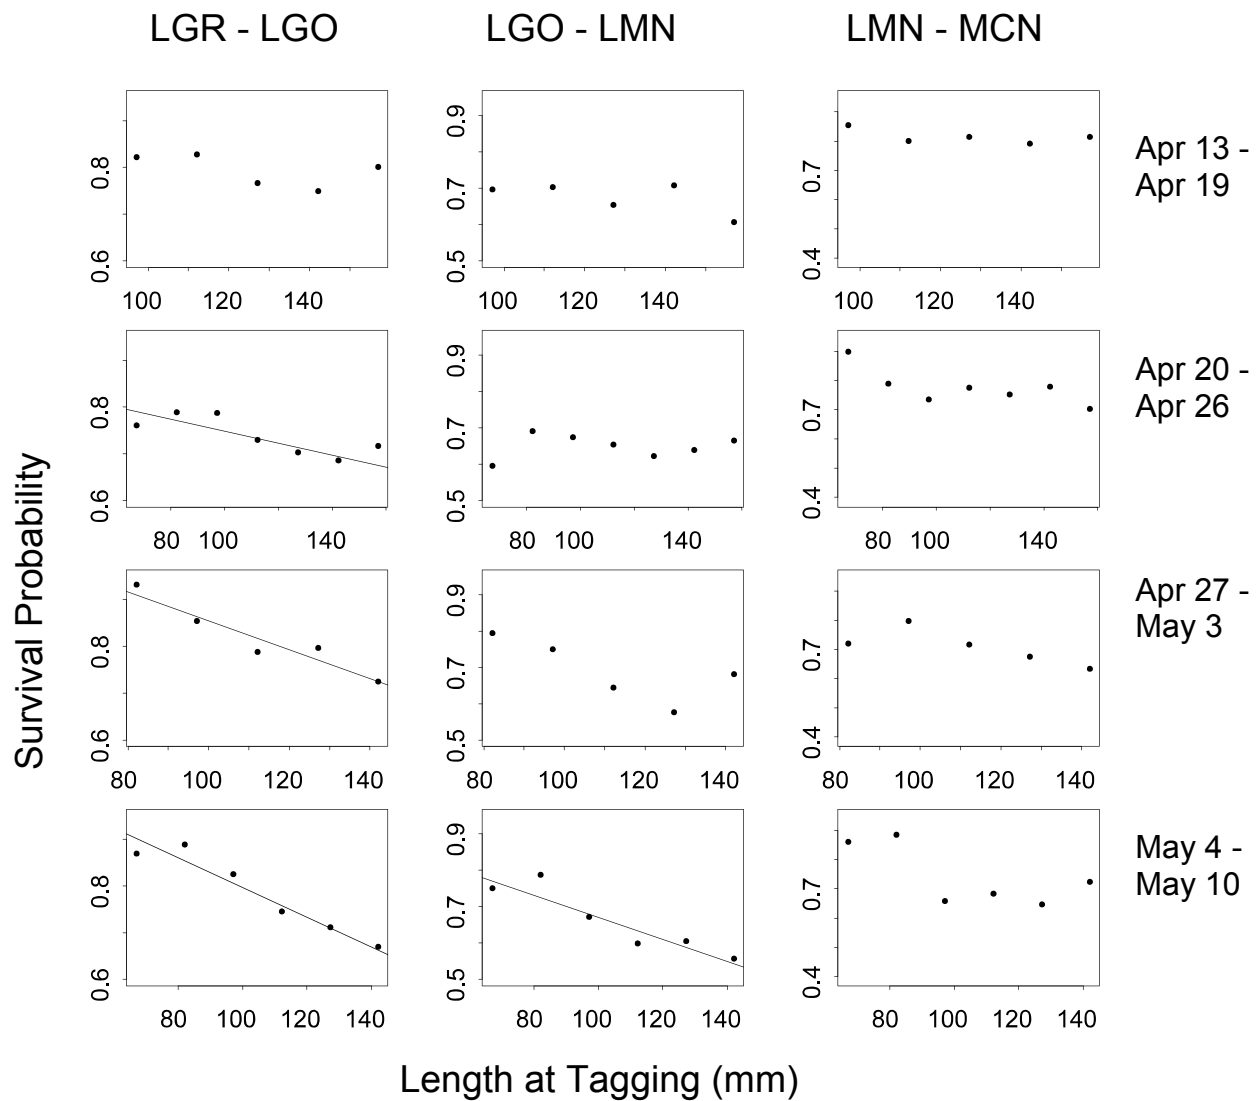 LGR - LGO LGO - LMN LMN - MCN
0.8 0.6
0.9 0.7 0.5
0.7 0.4
Apr 13 -
Apr 19
100 120 140 100 120 140 100 120 140
0.8 0.6
0.9 0.7 0.5
0.7 0.4
Apr 20 -
Apr 26
80 100 140 80 100 140 80 100 140
Survival Probability
0.8 0.6
0.9 0.7 0.5
0.7 0.4
Apr 27 -
May 3
80 100 120 140 80 100 120 140 80 100 120 140
0.8 0.6
0.9 0.7 0.5
0.7 0.4
May 4 -
May 10
80 100 120 140 80 100 120 140 80 100 120 140
Length at Tagging (mm)